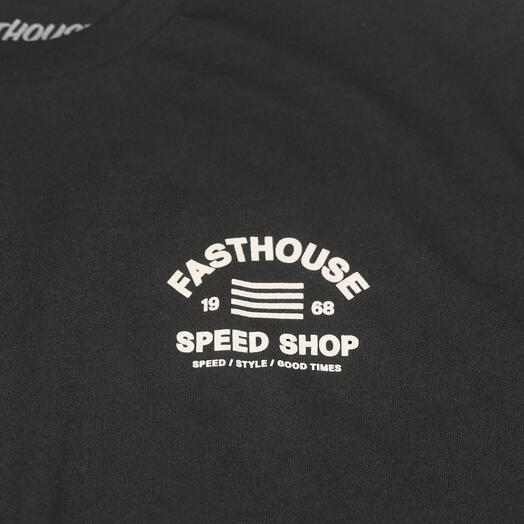 FASTHOUSE
19 68
SPEED SHOP
SPEED / STYLE / GOOD TIMES